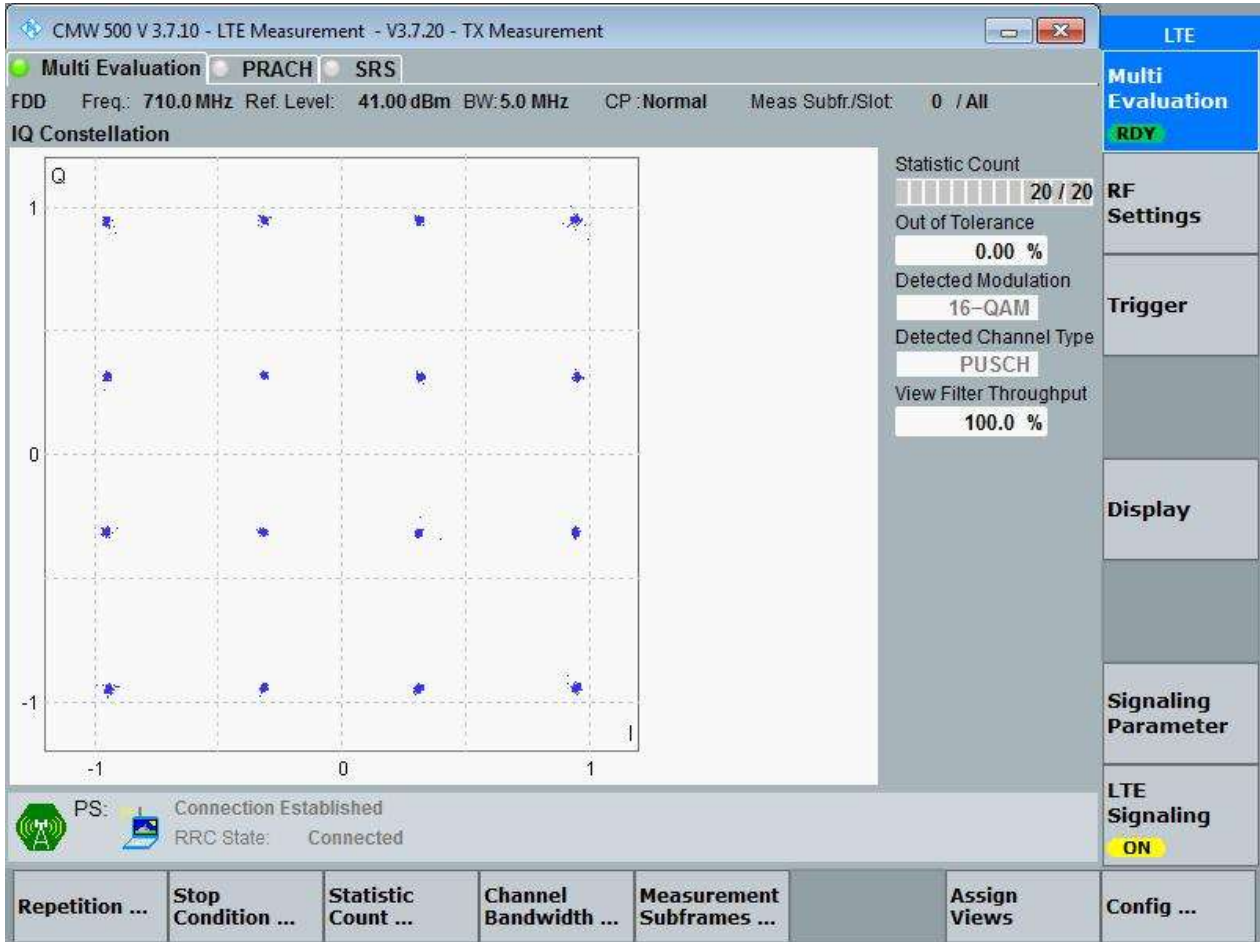 CMW 500 V 3.7.10 - LTE Measurement - V3.7.20 - TX Measurement
LTE
Multi Evaluation PRACH SRS
FDD Freq.: 710.0 MHz Ref. Level: 41.00 dBm BW: 5.0 MHz CP : Normal Meas Subfr./Slot: 0 / All
IQ Constellation
Q
1
0
-1
I
-1 0 1
Statistic Count
20 / 20
Out of Tolerance
0.00 %
Detected Modulation
16-QAM
Detected Channel Type
PUSCH
View Filter Throughput
100.0 %
Multi
Evaluation
RDY
RF
Settings
Trigger
Display
Signaling
Parameter
LTE
Signaling
ON
PS: Connection Established
RRC State: Connected
Repetition ...
Stop
Condition ...
Statistic
Count ...
Channel
Bandwidth ...
Measurement
Subframes ...
Assign
Views
Config ...